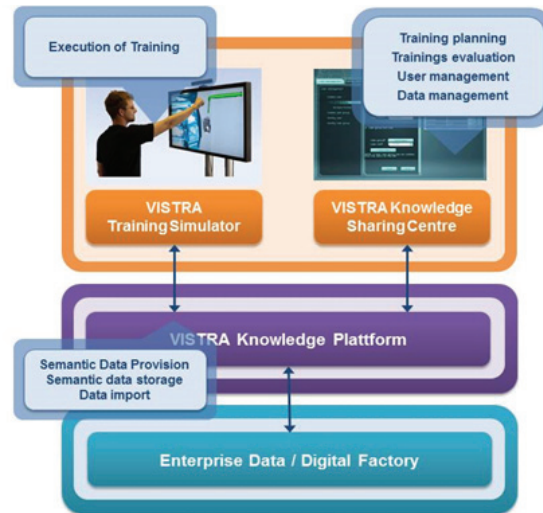 Execution of Training
Training planning
Trainings evaluation
User management
Data management
VISTRA
Training Simulator
VISTRA Knowledge
Sharing Centre
VISTRA Knowledge Plattform
Semantic Data Provision
Semantic data storage
Data import
Enterprise Data / Digital Factory